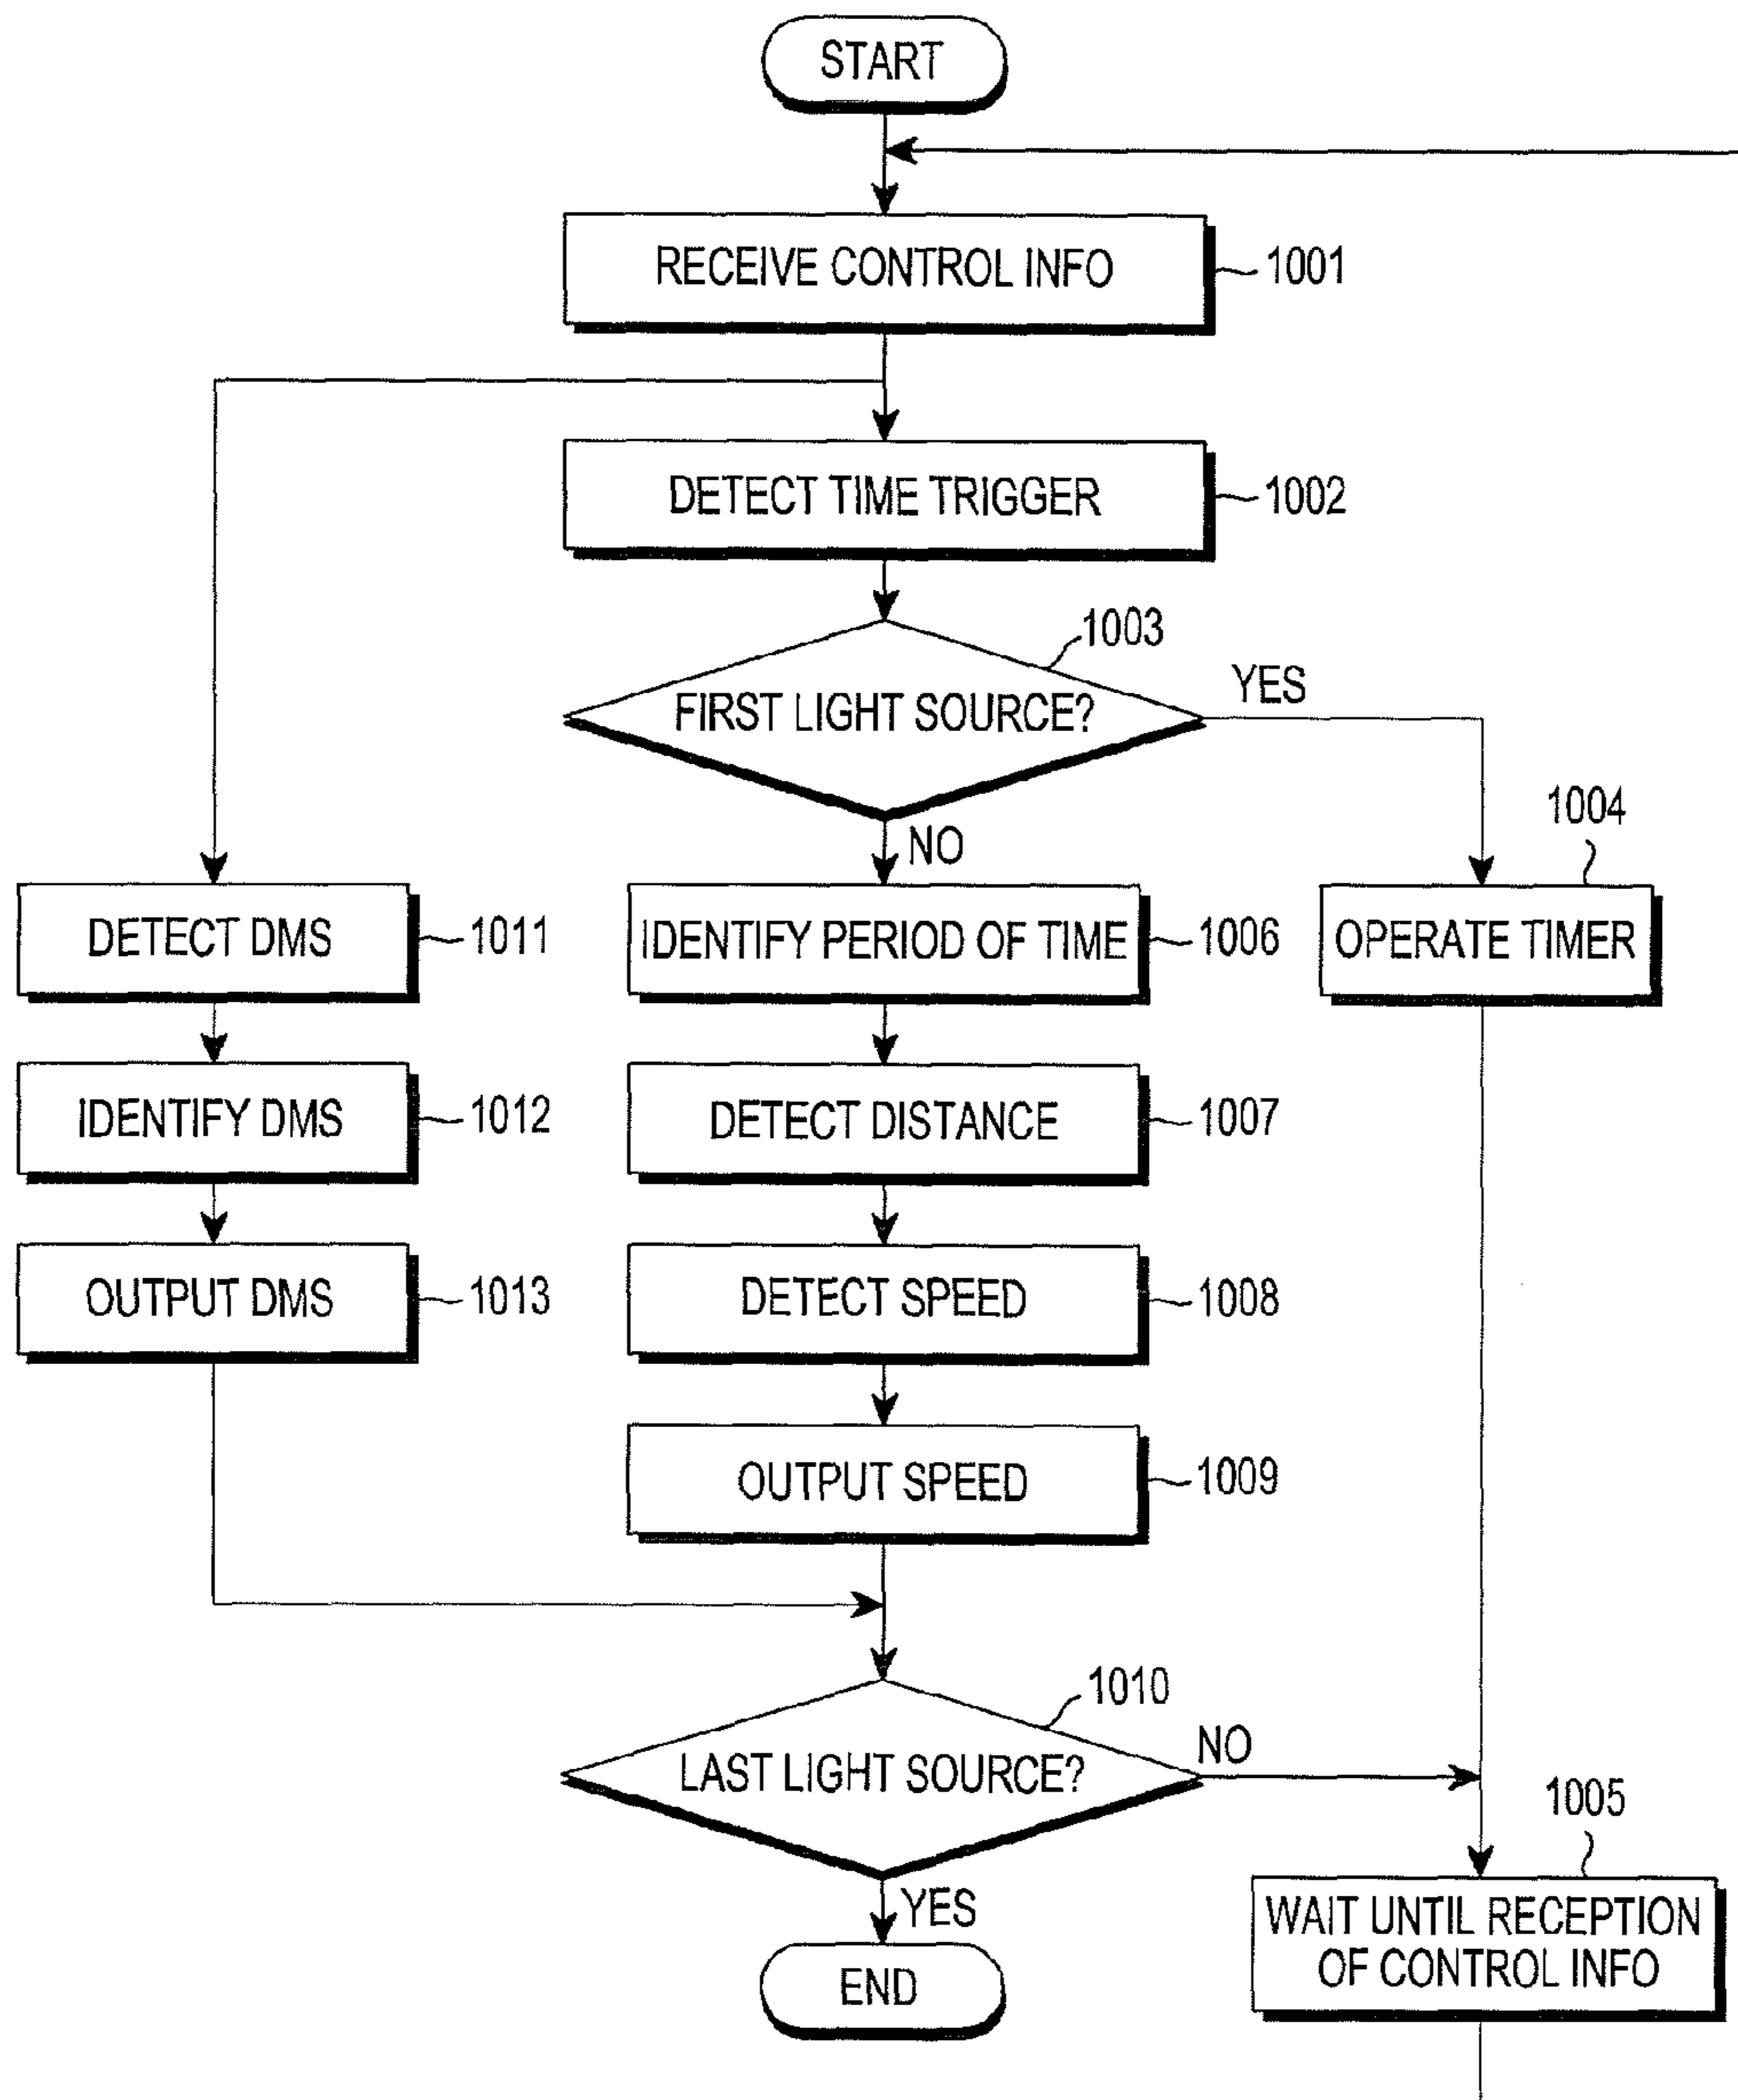 START
RECEIVE CONTROL INFO
1001
DETECT TIME TRIGGER
1002
1003
FIRST LIGHT SOURCE?
YES
NO
1004
OPERATE TIMER
DETECT DMS
1011
IDENTIFY PERIOD OF TIME
1006
IDENTIFY DMS
1012
DETECT DISTANCE
1007
OUTPUT DMS
1013
DETECT SPEED
1008
OUTPUT SPEED
1009
1010
LAST LIGHT SOURCE?
NO
YES
1005
WAIT UNTIL RECEPTION
OF CONTROL INFO
END